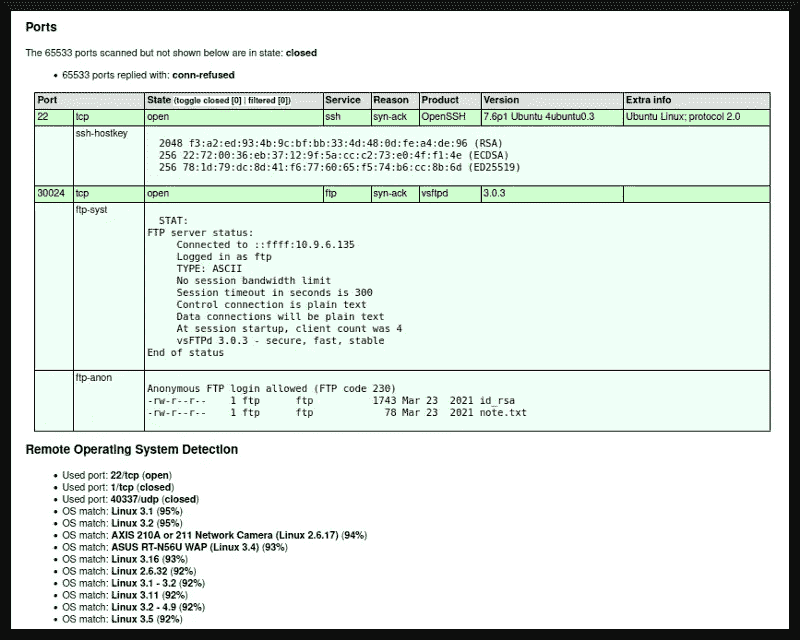 Ports
The 65533 ports scanned but not shown below are in state: closed
• 65533 ports replied with: conn-refused
Port State (toggle closed [0] | filtered [0]) Service Reason Product Version Extra info
22 tcp open ssh syn-ack OpenSSH 7.6p1 Ubuntu 4ubuntu0.3 Ubuntu Linux; protocol 2.0
ssh-hostkey
2048 f3:a2:ed:93:4b:9c:bf:bb:33:4d:48:0d:fe:a4:de:96 (RSA)
256 22:72:00:36:eb:37:12:9f:5a:cc:c2:73:e0:4f:f1:4e (ECDSA)
256 78:1d:79:dc:8d:41:f6:77:60:65:f5:74:b6:cc:8b:6d (ED25519)
30024 tcp open ftp syn-ack vsftpd 3.0.3
ftp-syst
STAT:
FTP server status:
Connected to ::ffff:10.9.6.135
Logged in as ftp
TYPE: ASCII
No session bandwidth limit
Session timeout in seconds is 300
Control connection is plain text
Data connections will be plain text
At session startup, client count was 4
vsFTPd 3.0.3 - secure, fast, stable
End of status
ftp-anon
Anonymous FTP login allowed (FTP code 230)
-rw-r--r-- 1 ftp ftp 1743 Mar 23 2021 id_rsa
-rw-r--r-- 1 ftp ftp 78 Mar 23 2021 note.txt
Remote Operating System Detection
• Used port: 22/tcp (open)
• Used port: 1/tcp (closed)
• Used port: 40337/udp (closed)
• OS match: Linux 3.1 (95%)
• OS match: Linux 3.2 (95%)
• OS match: AXIS 210A or 211 Network Camera (Linux 2.6.17) (94%)
• OS match: ASUS RT-N56U WAP (Linux 3.4) (93%)
• OS match: Linux 3.16 (93%)
• OS match: Linux 2.6.32 (92%)
• OS match: Linux 3.1 - 3.2 (92%)
• OS match: Linux 3.11 (92%)
• OS match: Linux 3.2 - 4.9 (92%)
• OS match: Linux 3.5 (92%)